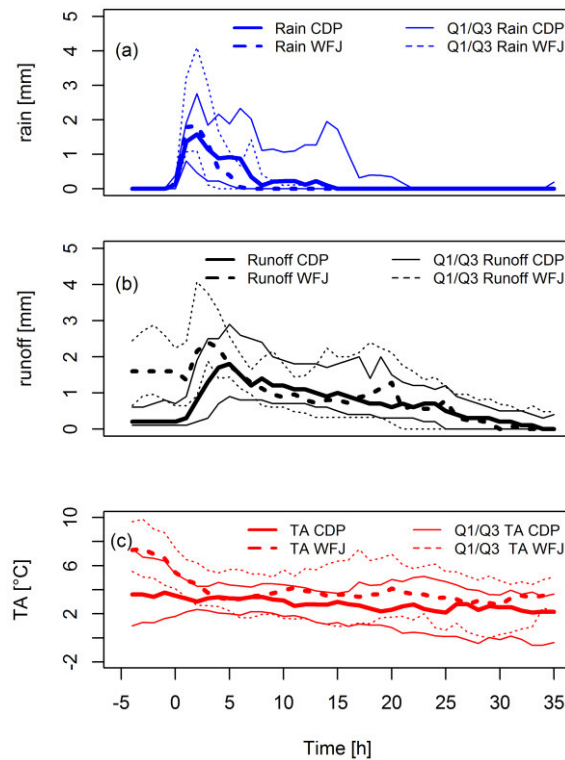 Rain CDP Q1/Q3 Rain CDP
Rain WFJ Q1/Q3 Rain WFJ
(a)
rain [mm]
5
4
3
2
1
0
Runoff CDP Q1/Q3 Runoff CDP
Runoff WFJ Q1/Q3 Runoff WFJ
(b)
runoff [mm]
5
4
3
2
1
0
TA CDP Q1/Q3 TA CDP
TA WFJ Q1/Q3 TA WFJ
(c)
TA [°C]
10
6
2
-2
-5 0 5 10 15 20 25 30 35
Time [h]